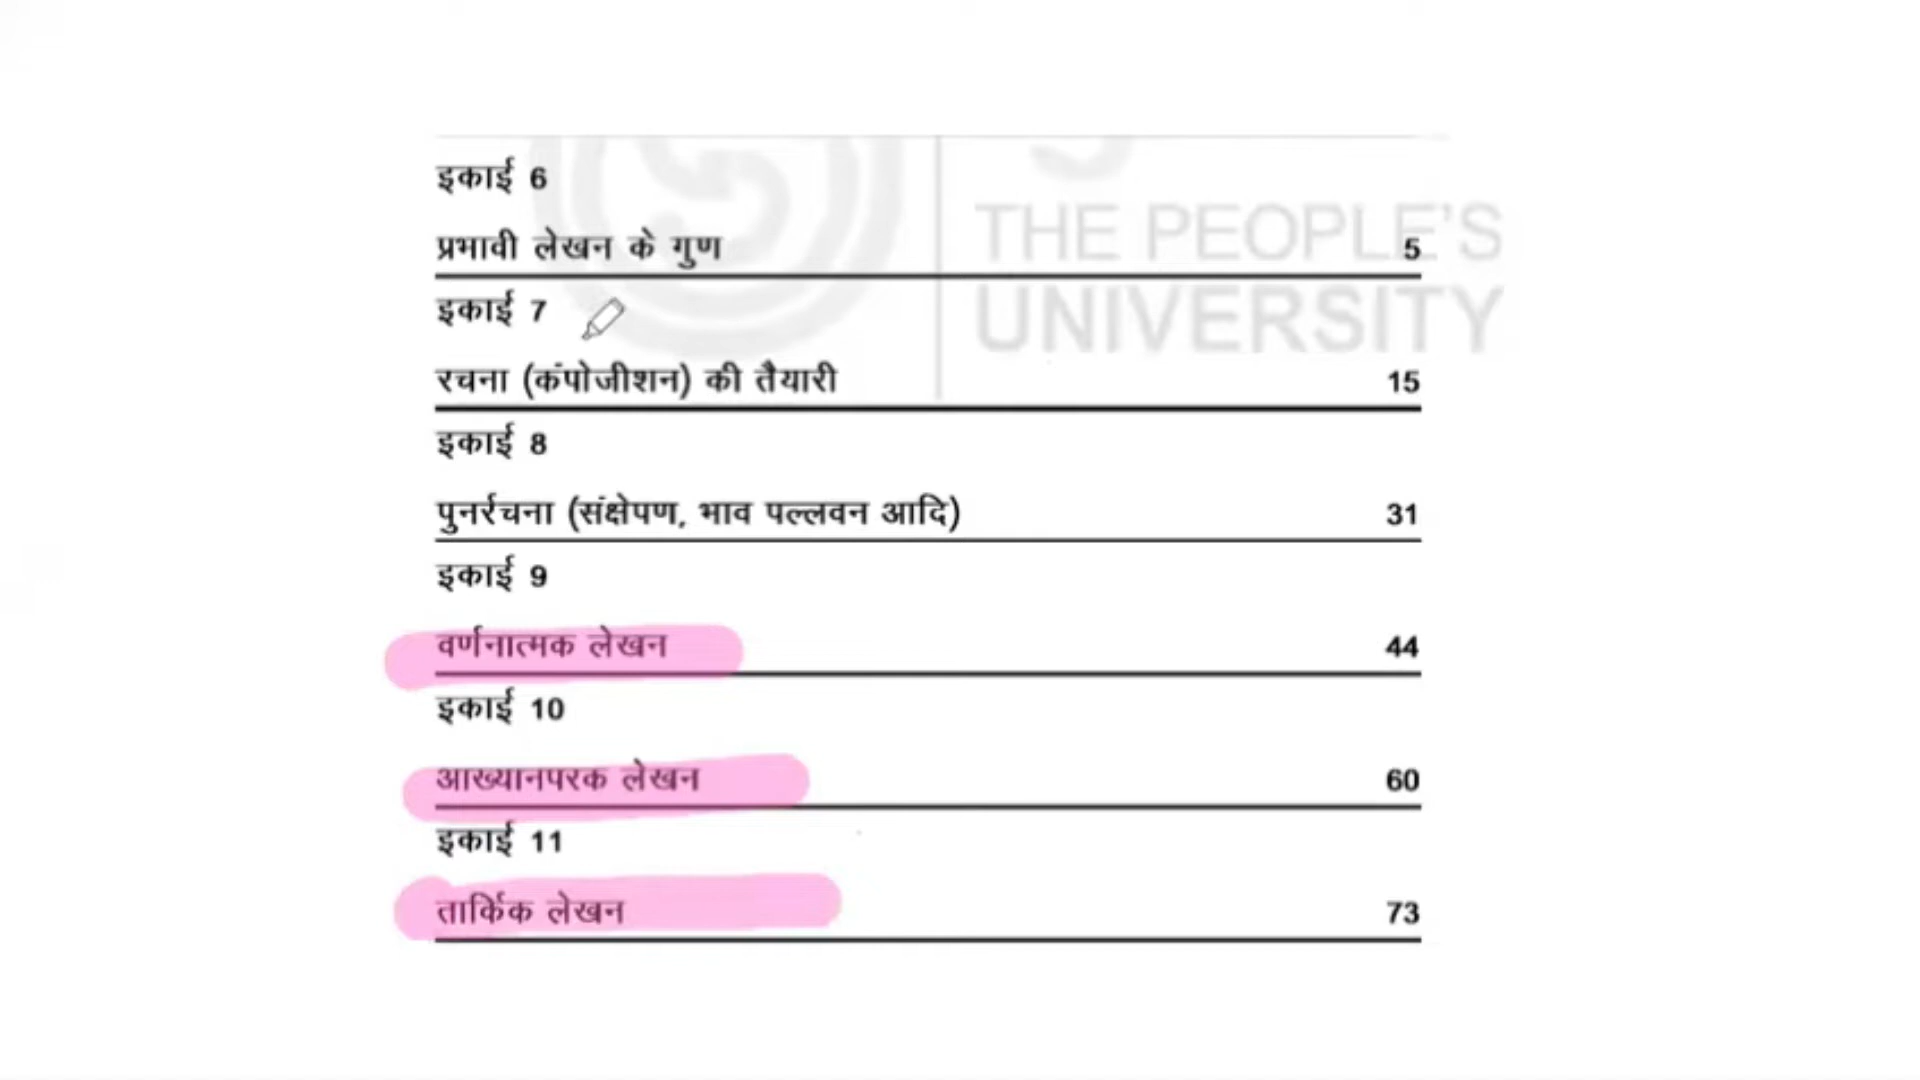 इकाई 6
THE PEOPLE'S
प्रभावी लेखन के गुण 5
इकाई 7
UNIVERSITY
रचना (कंपोजीशन) की तैयारी 15
इकाई 8
पुनर्रचना (संक्षेपण, भाव पल्लवन आदि) 31
इकाई 9
वर्णनात्मक लेखन 44
इकाई 10
आख्यानपरक लेखन 60
इकाई 11
तार्किक लेखन 73